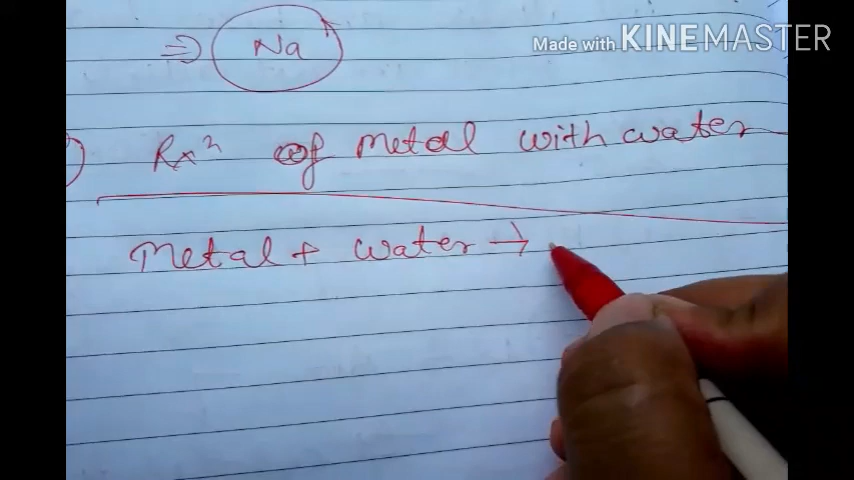 Made with KINEMASTER
⇒ Na
Rxⁿ of metal with water
Metal + water →